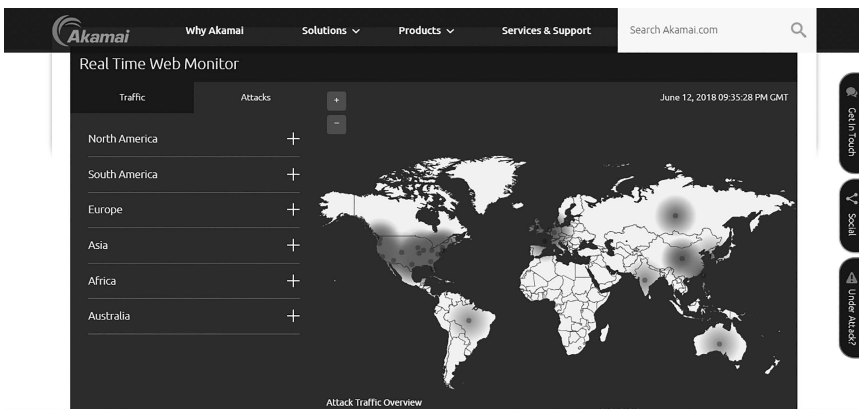 Akamai
Why Akamai
Solutions
Products
Services & Support
Search Akamai.com
Real Time Web Monitor
Traffic
Attacks
+
−
June 12, 2018 09:35:28 PM GMT
North America
South America
Europe
Asia
Africa
Australia
Attack Traffic Overview
Get In Touch
Social
Under Attack?